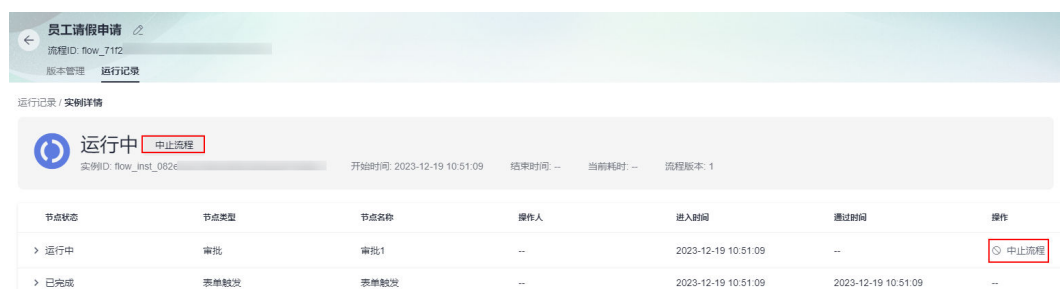 员工请假申请
流程ID: flow_71f2
版本管理 运行记录
运行记录 / 实例详情
运行中 中止流程
实例ID: flow_inst_082e 开始时间: 2023-12-19 10:51:09 结束时间: -- 当前耗时: -- 流程版本: 1
节点状态 节点类型 节点名称 操作人 进入时间 通过时间 操作
运行中 审批 审批1 -- 2023-12-19 10:51:09 -- 中止流程
已完成 表单触发 表单触发 -- 2023-12-19 10:51:09 2023-12-19 10:51:09 --